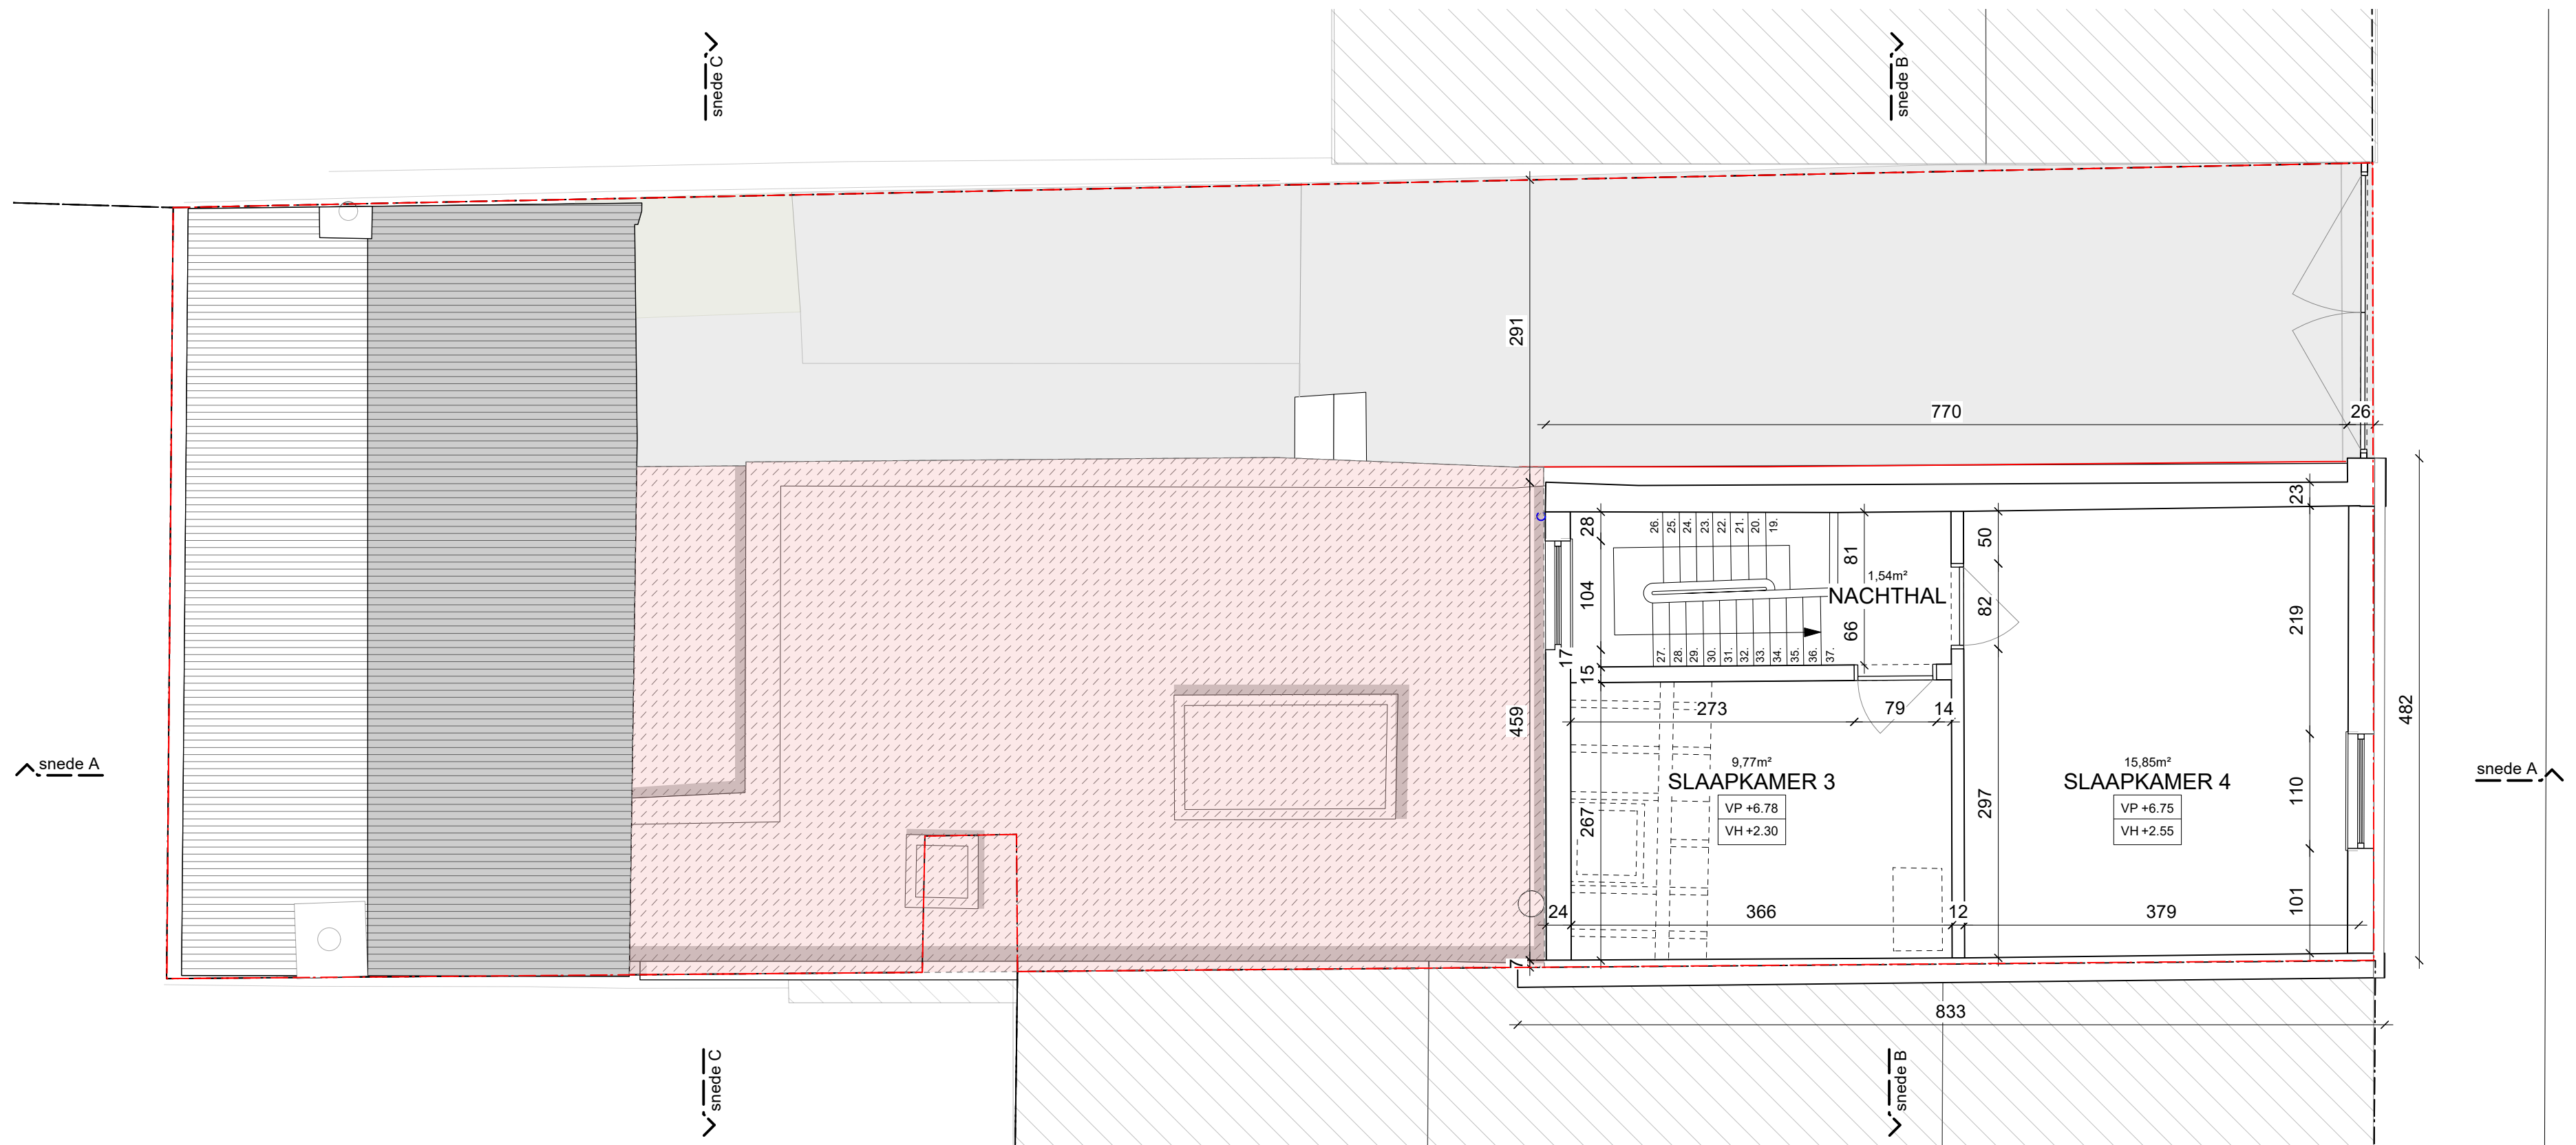 snede C
snede B
291
770
26
28
104
17
15
267
26.
25.
24.
23.
22.
21.
20.
19.
81
1,54m²
NACHTHAL
66
27.
28.
29.
30.
31.
32.
33.
34.
35.
36.
37.
50
82
297
23
219
110
101
482
459
7
273
79
14
9,77m²
SLAAPKAMER 3
VP +6.78
VH +2.30
15,85m²
SLAAPKAMER 4
VP +6.75
VH +2.55
snede A
snede A
24
366
12
379
833
snede C
snede B